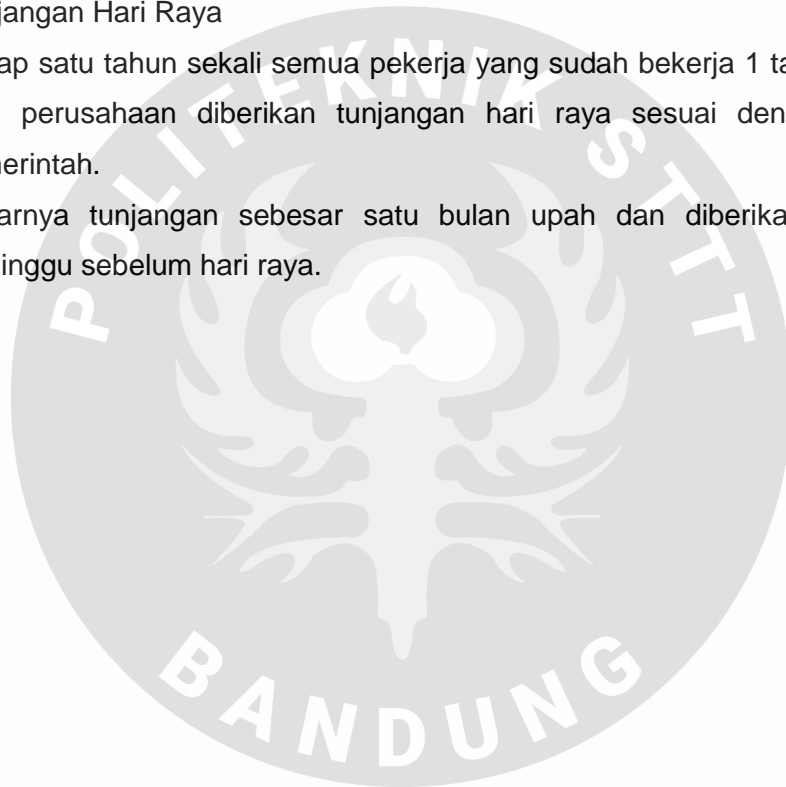 jangan Hari Raya
ap satu tahun sekali semua pekerja yang sudah bekerja 1 ta
perusahaan diberikan tunjangan hari raya sesuai den
erintah.
arnya tunjangan sebesar satu bulan upah dan diberika
inggu sebelum hari raya.
POLITEKNIK STTT
BANDUNG